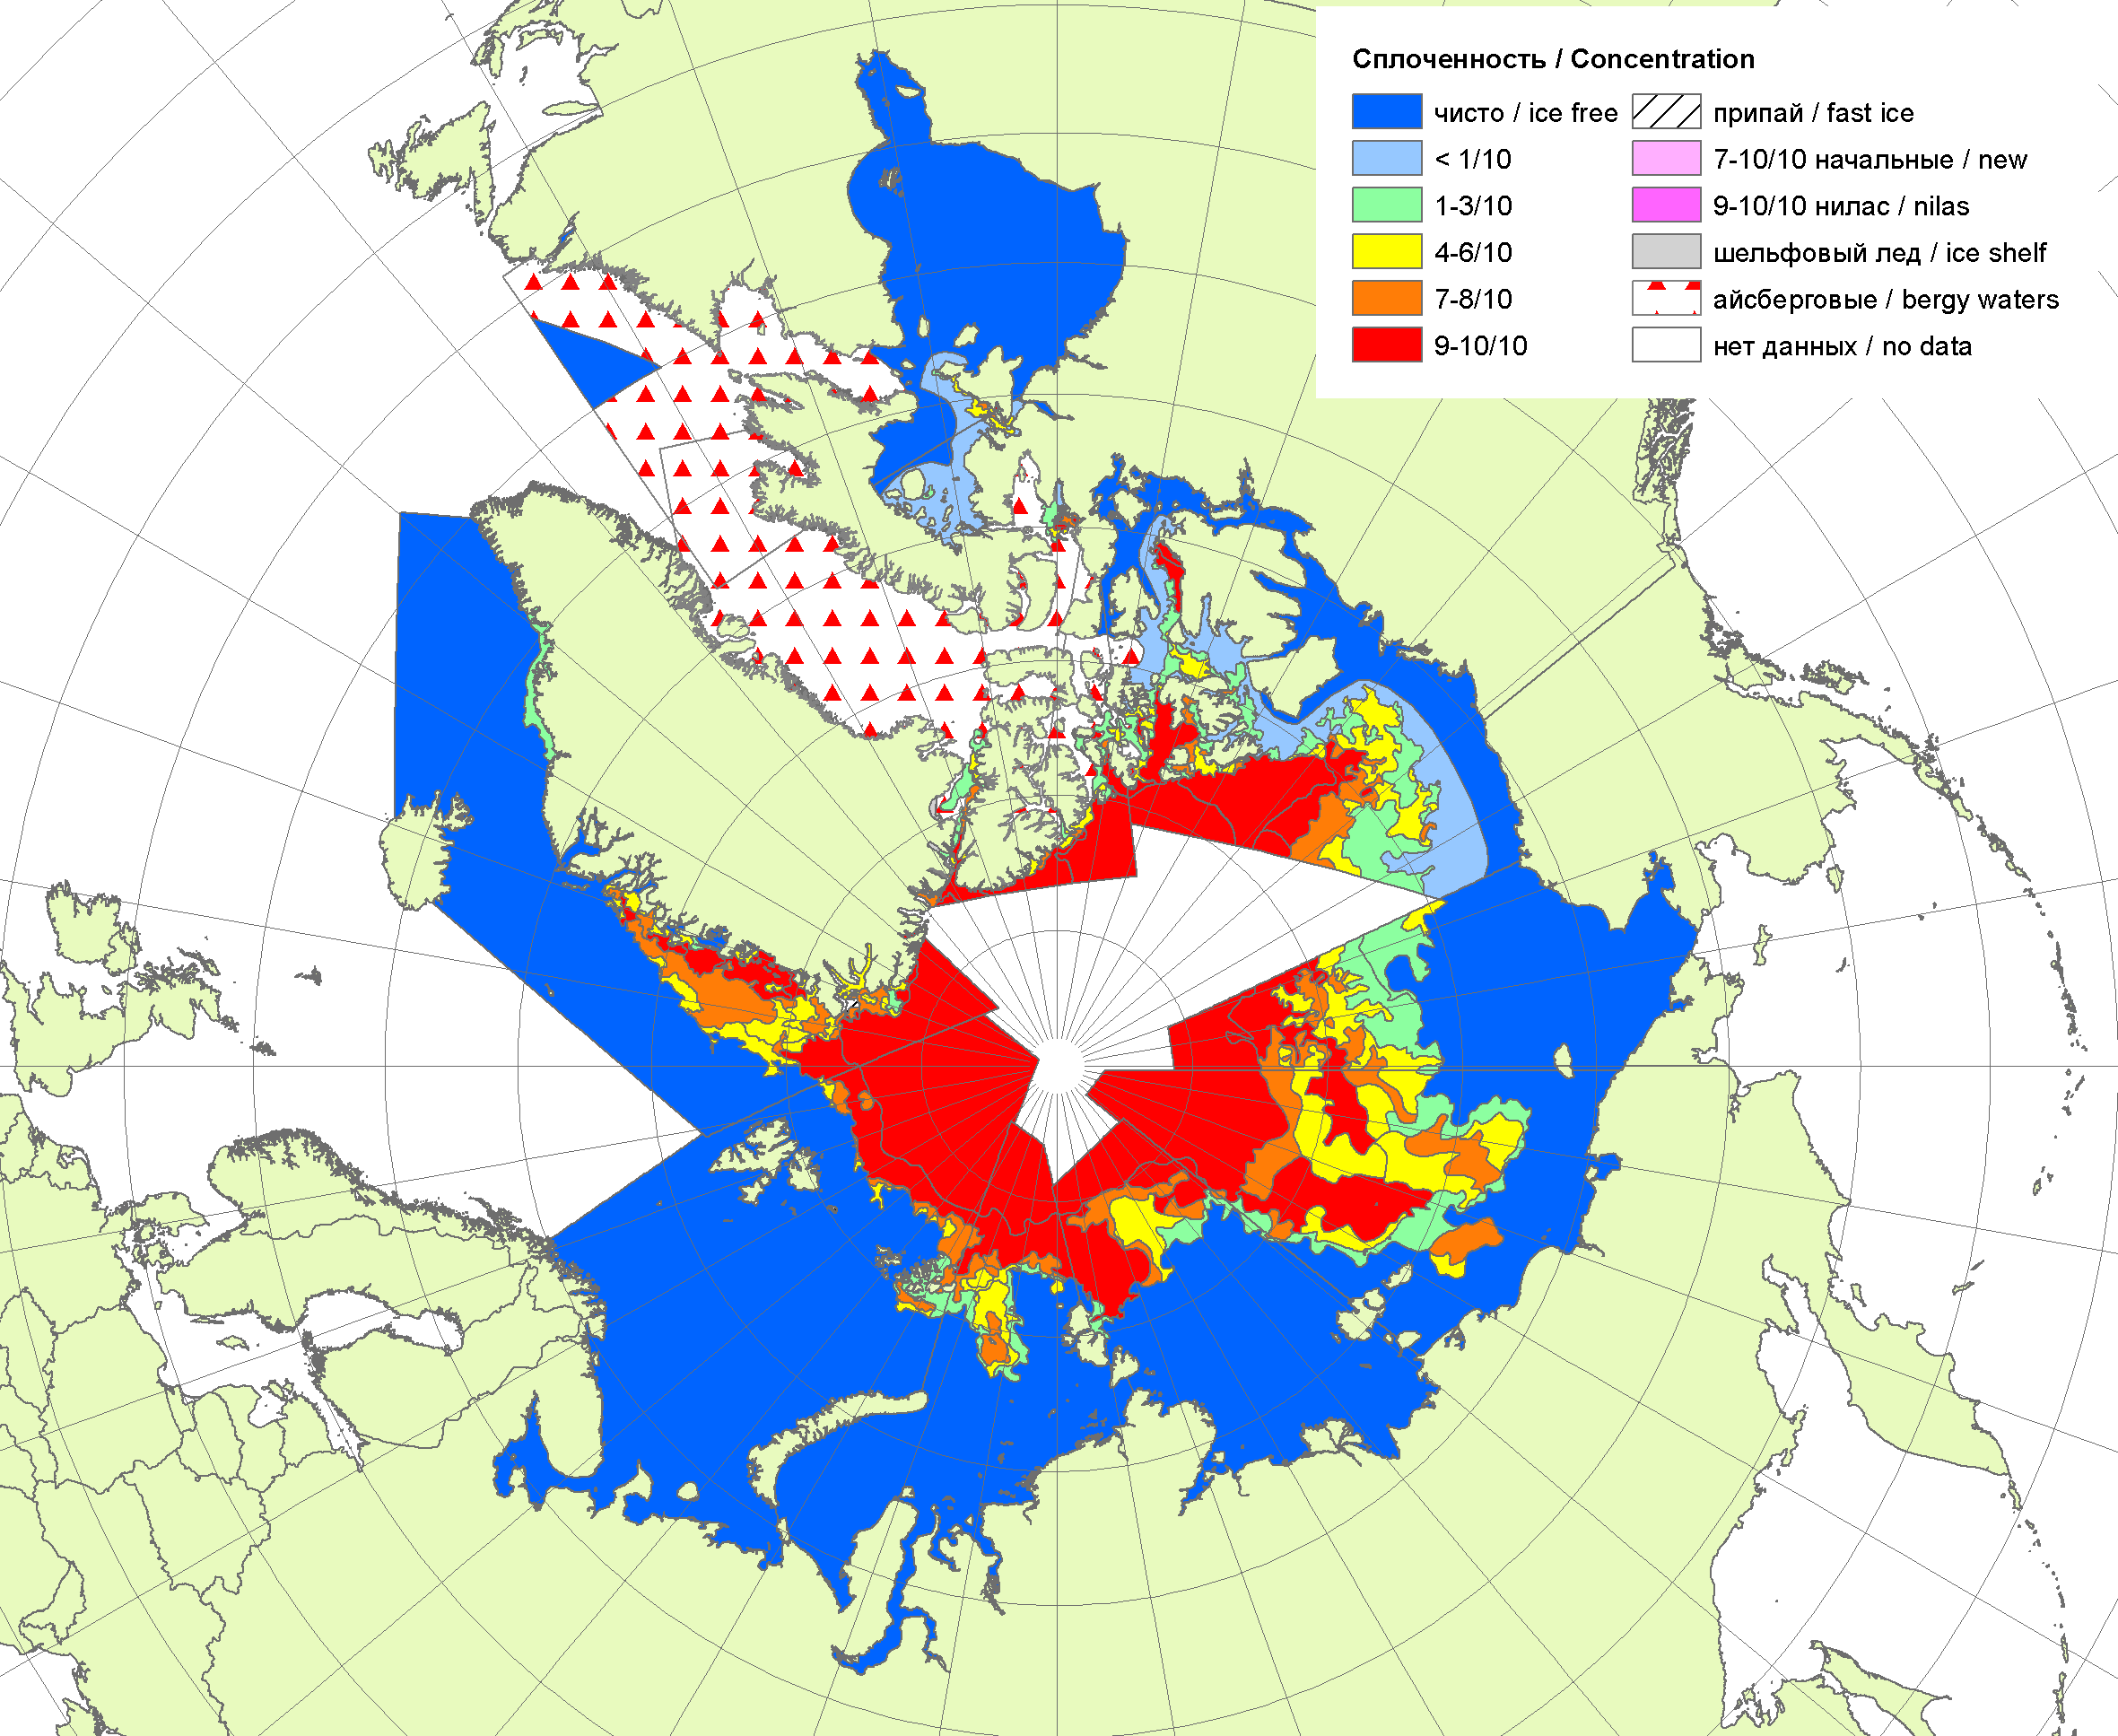 Сплоченность / Concentration
чисто / ice free
< 1/10
1-3/10
4-6/10
7-8/10
9-10/10
припай / fast ice
7-10/10 начальные / new
9-10/10 нилас / nilas
шельфовый лед / ice shelf
айсберговые / bergy waters
нет данных / no data